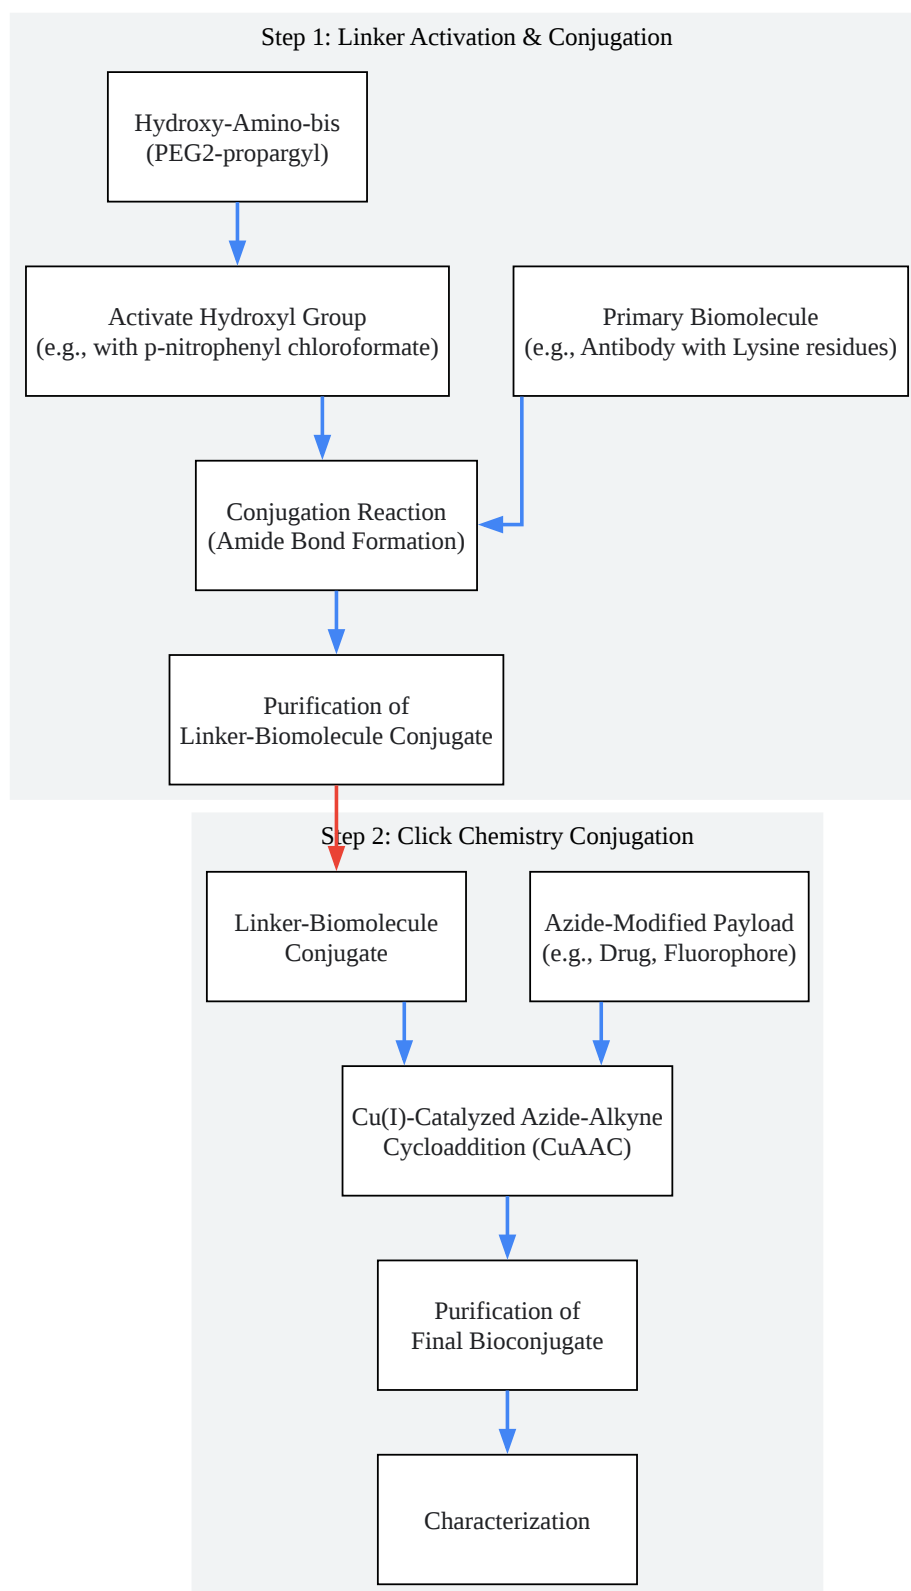 Step 1: Linker Activation & Conjugation
Hydroxy-Amino-bis
(PEG2-propargyl)
Activate Hydroxyl Group
(e.g., with p-nitrophenyl chloroformate)
Primary Biomolecule
(e.g., Antibody with Lysine residues)
Conjugation Reaction
(Amide Bond Formation)
Purification of
Linker-Biomolecule Conjugate
Step 2: Click Chemistry Conjugation
Linker-Biomolecule
Conjugate
Azide-Modified Payload
(e.g., Drug, Fluorophore)
Cu(I)-Catalyzed Azide-Alkyne
Cycloaddition (CuAAC)
Purification of
Final Bioconjugate
Characterization